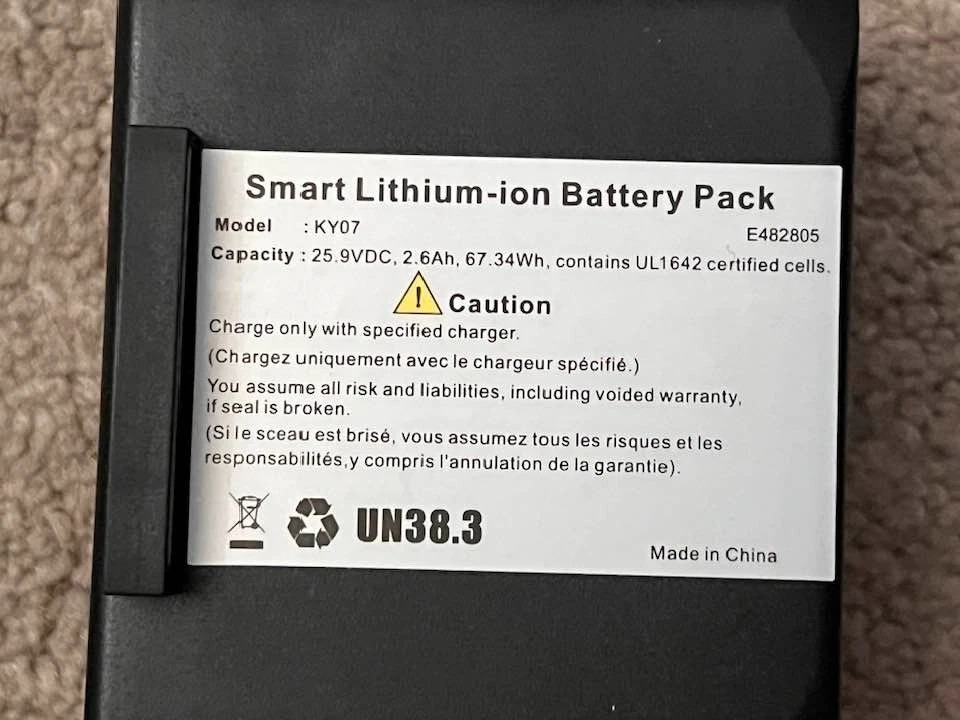 Smart Lithium-ion Battery Pack
Model : KY07
E482805
Capacity : 25.9VDC, 2.6Ah, 67.34Wh, contains UL1642 certified cells.
Caution
Charge only with specified charger.
(Chargez uniquement avec le chargeur spécifié.)
You assume all risk and liabilities, including voided warranty,
if seal is broken.
(Si le sceau est brisé, vous assumez tous les risques et les
responsabilités,y compris l'annulation de la garantie).
UN38.3
Made in China